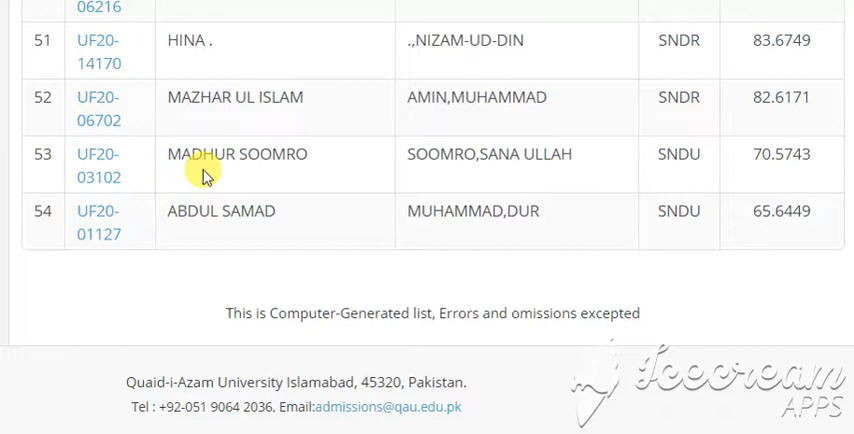 06216
51 UF20- HINA . .,NIZAM-UD-DIN SNDR 83.6749
14170
52 UF20- MAZHAR UL ISLAM AMIN,MUHAMMAD SNDR 82.6171
06702
53 UF20- MADHUR SOOMRO SOOMRO,SANA ULLAH SNDU 70.5743
03102
54 UF20- ABDUL SAMAD MUHAMMAD,DUR SNDU 65.6449
01127
This is Computer-Generated list, Errors and omissions excepted
Quaid-i-Azam University Islamabad, 45320, Pakistan.
Tel : +92-051 9064 2036, Email:admissions@qau.edu.pk
Icecream
APPS